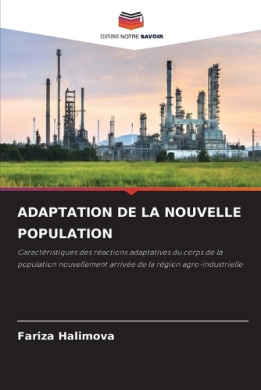 EDITIONS NOTRE SAVOIR
ADAPTATION DE LA NOUVELLE
POPULATION
Caractéristiques des réactions adaptatives du corps de la
population nouvellement arrivée de la région agro-industrielle
Fariza Halimova